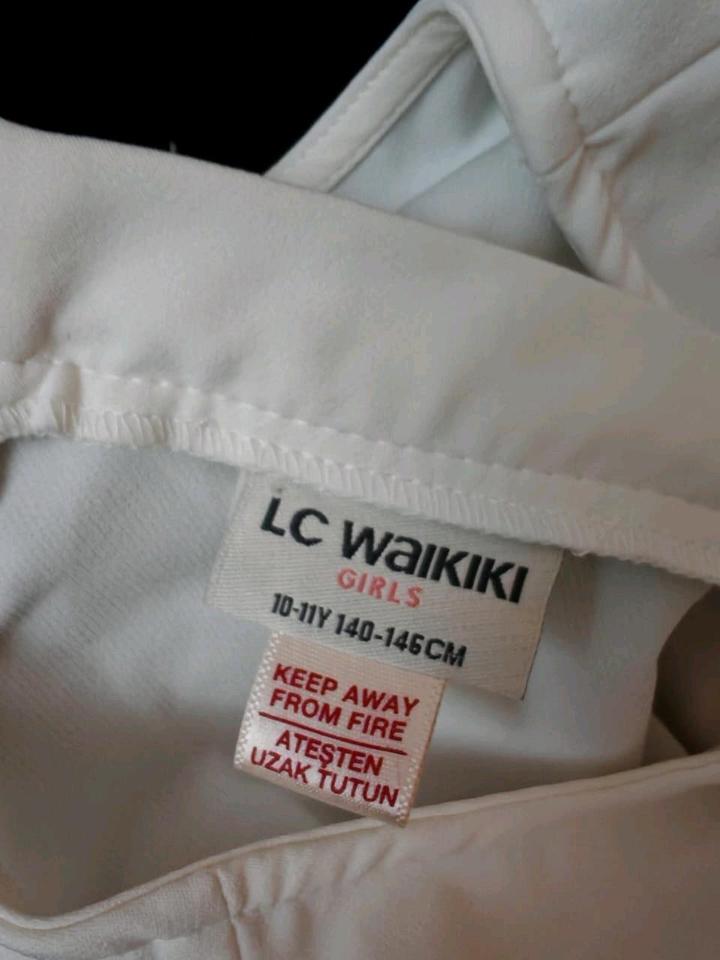 LC WAIKIKI
GIRLS
10-11Y 140-146CM
KEEP AWAY
FROM FIRE
ATEŞTEN
UZAK TUTUN